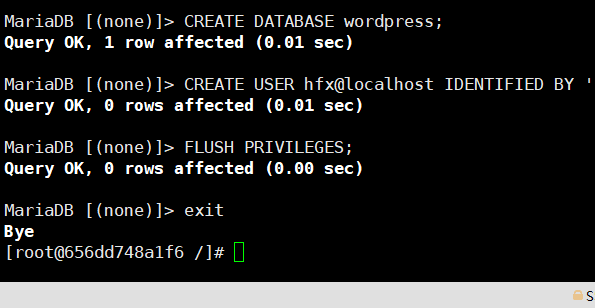 MariaDB [(none)]> CREATE DATABASE wordpress;
Query OK, 1 row affected (0.01 sec)
MariaDB [(none)]> CREATE USER hfx@localhost IDENTIFIED BY '
Query OK, 0 rows affected (0.01 sec)
MariaDB [(none)]> FLUSH PRIVILEGES;
Query OK, 0 rows affected (0.00 sec)
MariaDB [(none)]> exit
Bye
[root@656dd748a1f6 /]#
S